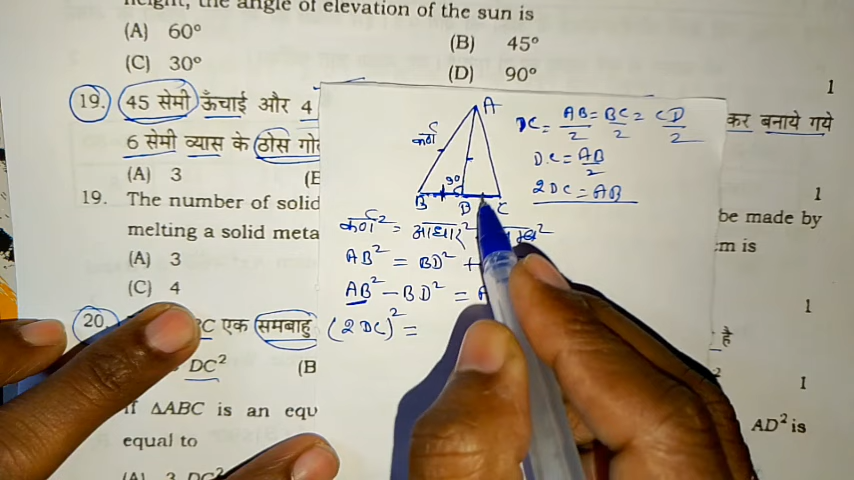 height, the angle of elevation of the sun is
(A) 60°
(B) 45°
(C) 30°
(D) 90°
1
19. 45 सेमी ऊँचाई और 4
कर बनाये गये
6 सेमी व्यास के ठोस
(A) 3
1
19. The number of solid
be made by
melting a solid meta
m is
(A) 3
(C) 4
1
20. BC एक समबाहु
है
DC²
(B
1
If ΔABC is an equ
AD² is
equal to
(A) 3 DC²
A
कर्ण
90
B D C
DC = AB/2 = BC/2 = CD/2
DC = AB/2
2DC = AB
कर्ण² = आधार²
AB² = BD² +
AB² - BD² = A
(2DC)² =